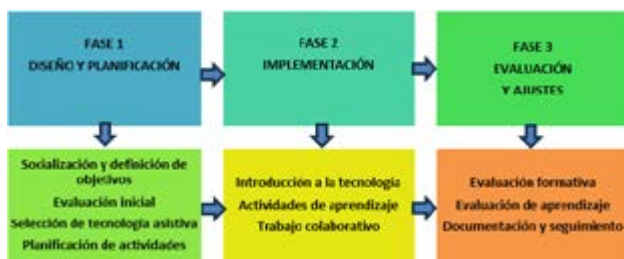 FASE 1
DISEÑO Y PLANIFICACIÓN
FASE 2
IMPLEMENTACIÓN
FASE 3
EVALUACIÓN
Y AJUSTES
Socialización y definición de
objetivos
Evaluación inicial
Selección de tecnología asistiva
Planificación de actividades
Introducción a la tecnología
Actividades de aprendizaje
Trabajo colaborativo
Evaluación formativa
Evaluación de aprendizaje
Documentación y seguimiento